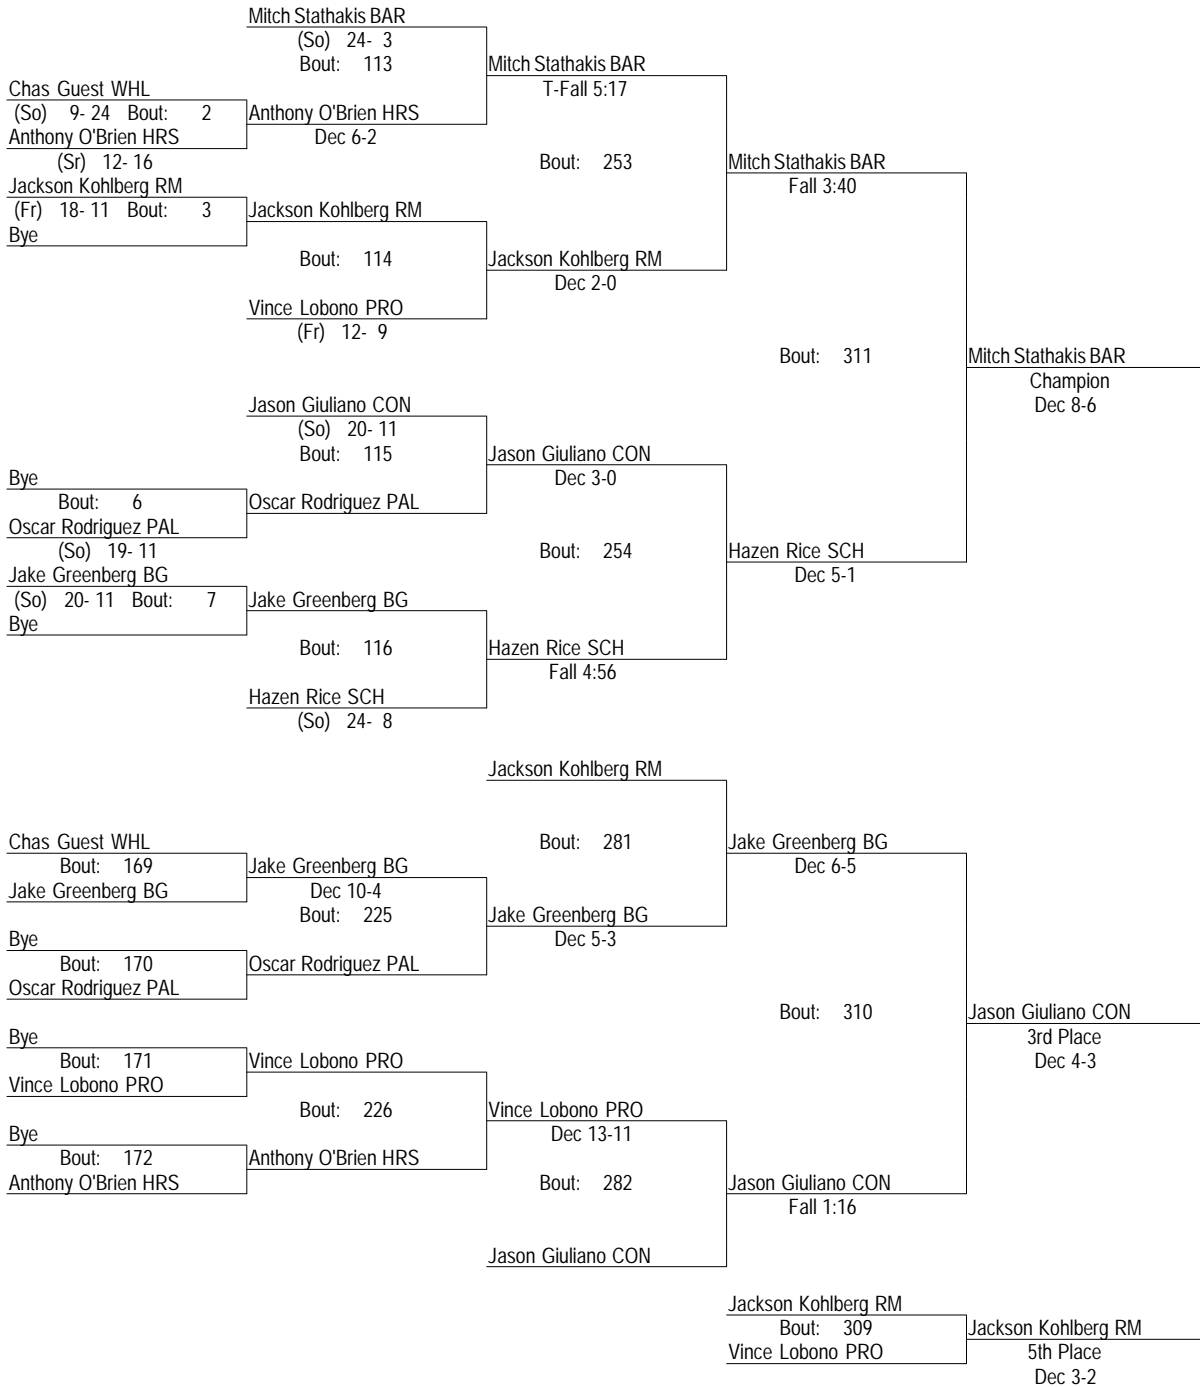 Mitch Stathakis BAR
(So) 24- 3
Bout: 113
Mitch Stathakis BAR
T-Fall 5:17
Chas Guest WHL
(So) 9- 24 Bout: 2
Anthony O'Brien HRS
Anthony O'Brien HRS
Dec 6-2
(Sr) 12- 16
Bout: 253
Mitch Stathakis BAR
Fall 3:40
Jackson Kohlberg RM
(Fr) 18- 11 Bout: 3
Jackson Kohlberg RM
Bye
Bout: 114
Jackson Kohlberg RM
Dec 2-0
Vince Lobono PRO
(Fr) 12- 9
Bout: 311
Mitch Stathakis BAR
Champion
Dec 8-6
Jason Giuliano CON
(So) 20- 11
Bout: 115
Jason Giuliano CON
Dec 3-0
Bye
Bout: 6
Oscar Rodriguez PAL
Oscar Rodriguez PAL
(So) 19- 11
Bout: 254
Hazen Rice SCH
Dec 5-1
Jake Greenberg BG
(So) 20- 11 Bout: 7
Jake Greenberg BG
Bye
Bout: 116
Hazen Rice SCH
Fall 4:56
Hazen Rice SCH
(So) 24- 8
Jackson Kohlberg RM
Bout: 281
Jake Greenberg BG
Dec 6-5
Chas Guest WHL
Bout: 169
Jake Greenberg BG
Jake Greenberg BG
Dec 10-4
Bout: 225
Jake Greenberg BG
Dec 5-3
Bye
Bout: 170
Oscar Rodriguez PAL
Oscar Rodriguez PAL
Bout: 310
Jason Giuliano CON
3rd Place
Dec 4-3
Bye
Bout: 171
Vince Lobono PRO
Vince Lobono PRO
Bout: 226
Vince Lobono PRO
Dec 13-11
Bye
Bout: 172
Anthony O'Brien HRS
Anthony O'Brien HRS
Bout: 282
Jason Giuliano CON
Fall 1:16
Jason Giuliano CON
Jackson Kohlberg RM
Bout: 309
Jackson Kohlberg RM
Vince Lobono PRO
5th Place
Dec 3-2